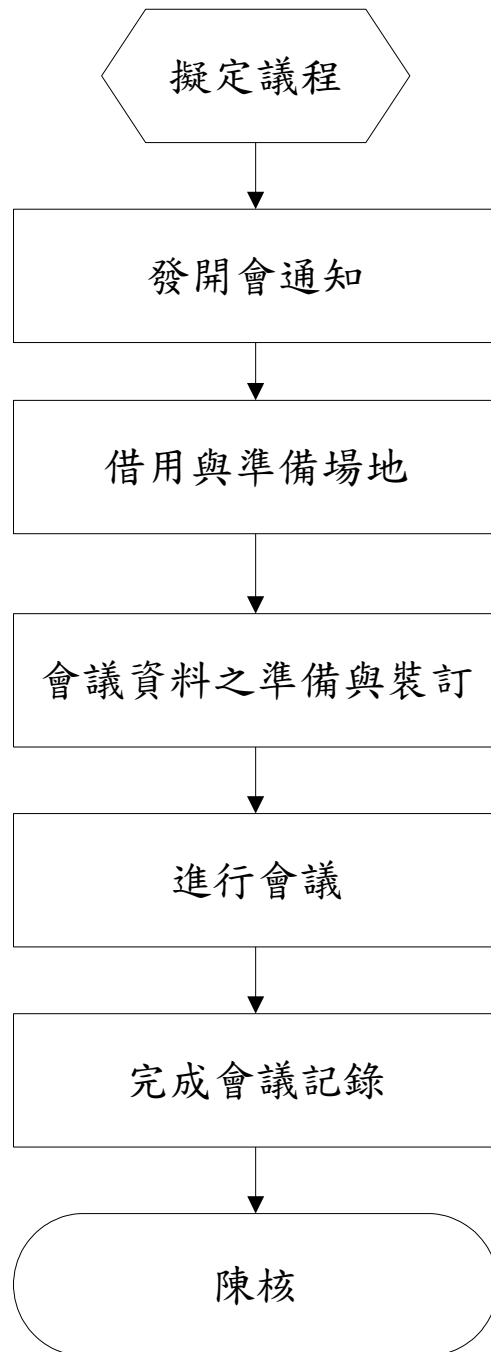 擬定議程
發開會通知
借用與準備場地
會議資料之準備與裝訂
進行會議
完成會議記錄
陳核